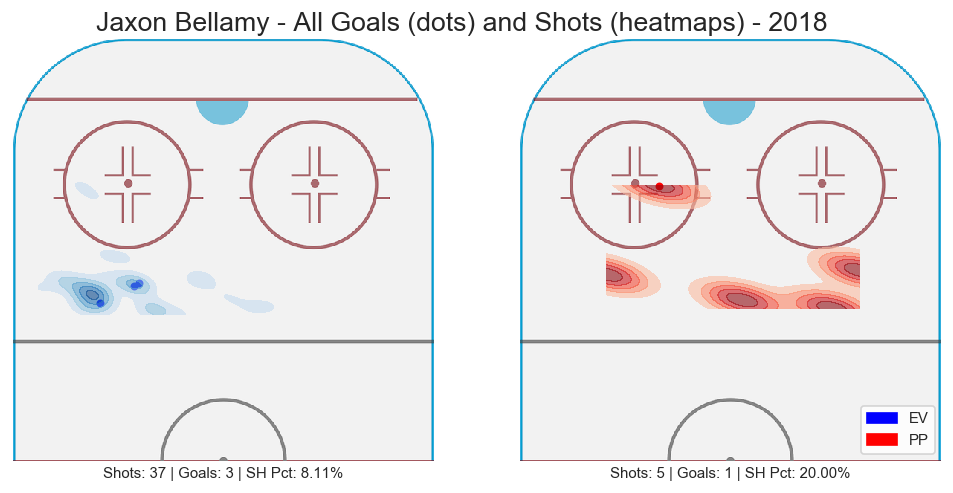 Jaxon Bellamy - All Goals (dots) and Shots (heatmaps) - 2018
EV
PP
Shots: 37 | Goals: 3 | SH Pct: 8.11%
Shots: 5 | Goals: 1 | SH Pct: 20.00%